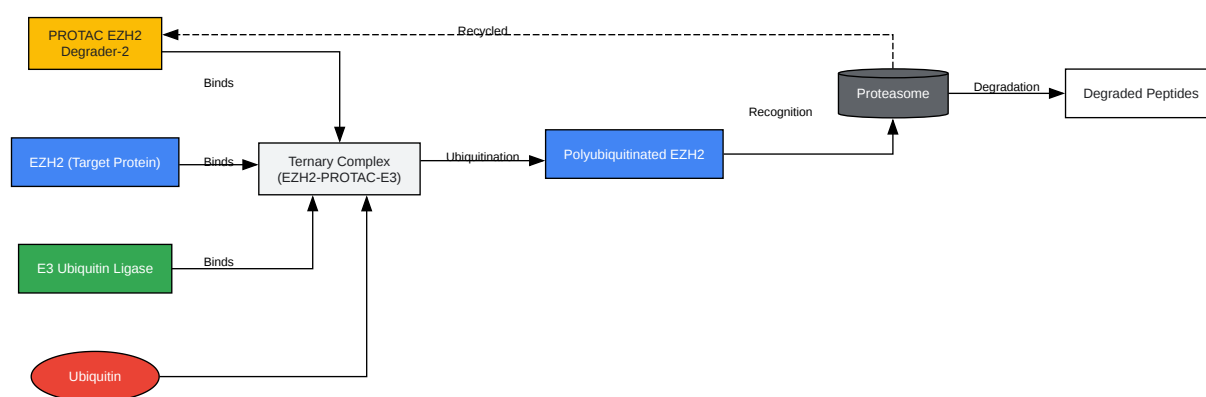 PROTAC EZH2
Degrader-2
Recycled
Binds
Proteasome
Degradation
Degraded Peptides
Recognition
EZH2 (Target Protein)
Binds
Ternary Complex
(EZH2-PROTAC-E3)
Ubiquitination
Polyubiquitinated EZH2
E3 Ubiquitin Ligase
Binds
Ubiquitin